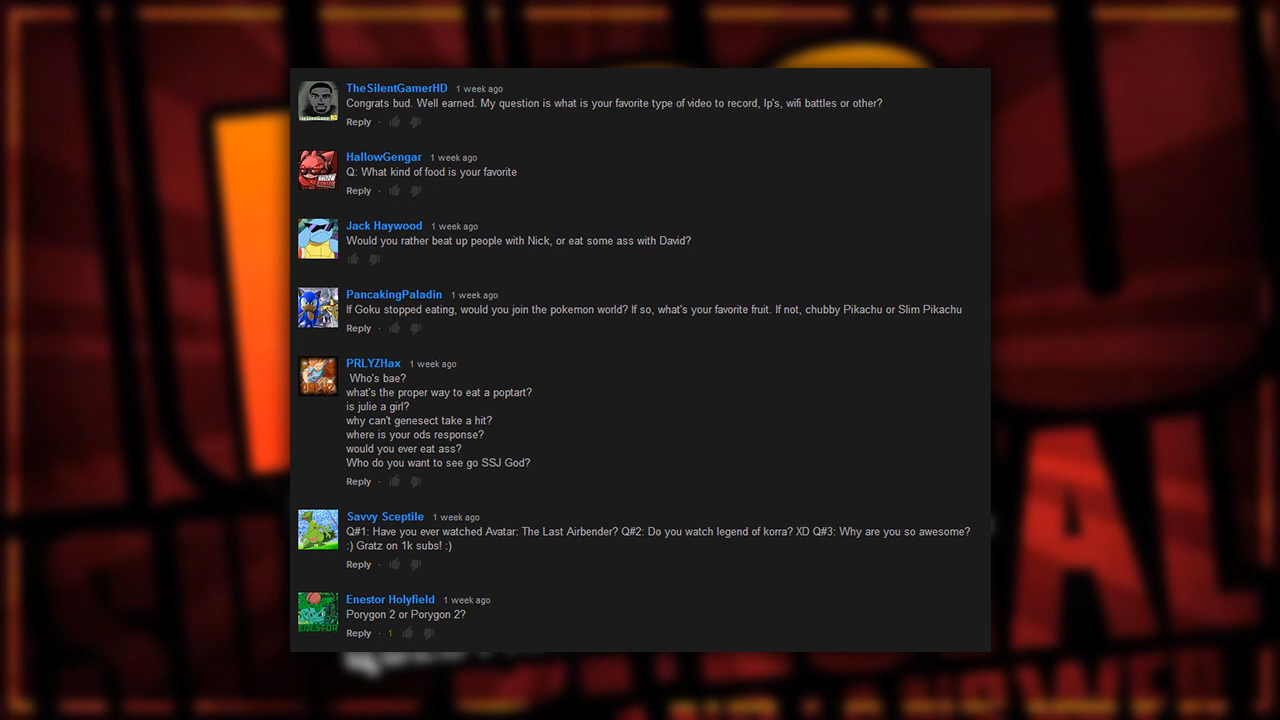 TheSilentGamerHD 1 week ago
Congrats bud. Well earned. My question is what is your favorite type of video to record, lp's, wifi battles or other?
Reply ·
HallowGengar 1 week ago
Q: What kind of food is your favorite
Reply ·
Jack Haywood 1 week ago
Would you rather beat up people with Nick, or eat some ass with David?
PancakingPaladin 1 week ago
If Goku stopped eating, would you join the pokemon world? If so, what's your favorite fruit. If not, chubby Pikachu or Slim Pikachu
Reply ·
PRLYZHax 1 week ago
Who's bae?
what's the proper way to eat a poptart?
is julie a girl?
why can't genesect take a hit?
where is your ods response?
would you ever eat ass?
Who do you want to see go SSJ God?
Reply ·
Savvy Sceptile 1 week ago
Q#1: Have you ever watched Avatar: The Last Airbender? Q#2: Do you watch legend of korra? XD Q#3: Why are you so awesome?
:) Gratz on 1k subs! :)
Reply ·
Enestor Holyfield 1 week ago
Porygon 2 or Porygon 2?
Reply · 1